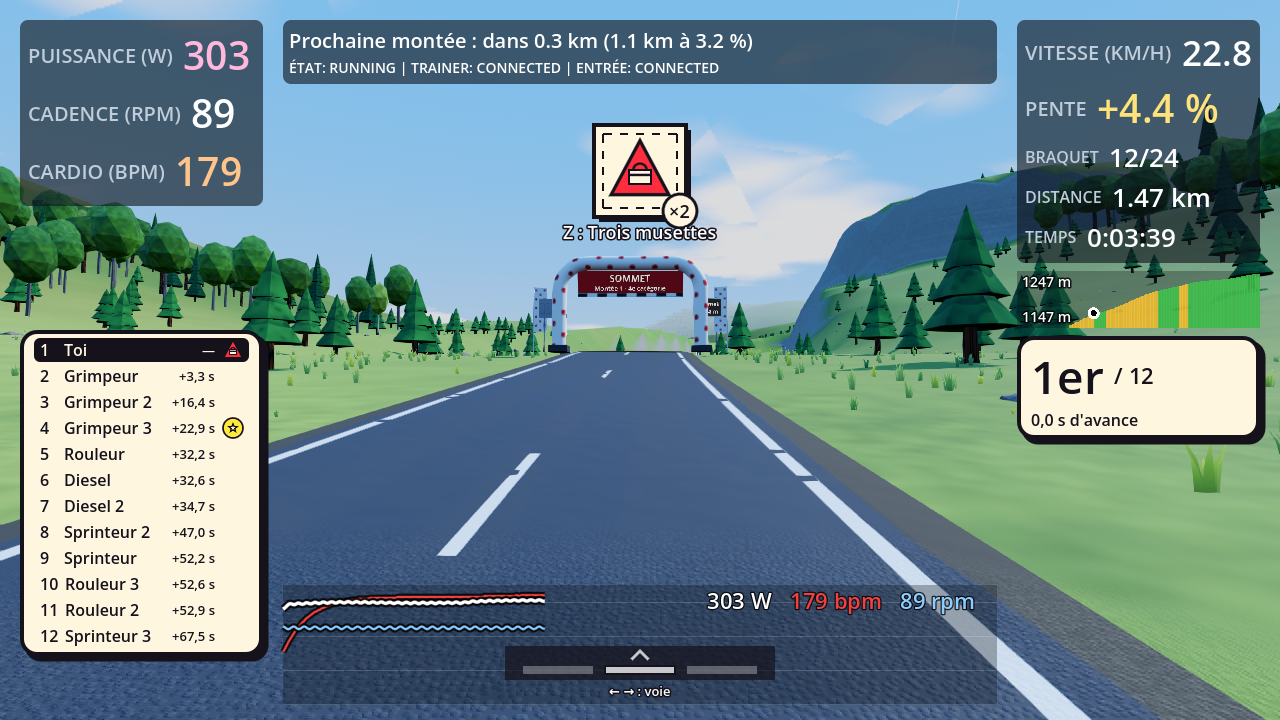 PUISSANCE (W) 303
CADENCE (RPM) 89
CARDIO (BPM) 179
Prochaine montée : dans 0.3 km (1.1 km à 3.2 %)
ÉTAT: RUNNING | TRAINER: CONNECTED | ENTRÉE: CONNECTED
VITESSE (KM/H) 22.8
PENTE +4.4 %
BRAQUET 12/24
DISTANCE 1.47 km
TEMPS 0:03:39
1247 m
1147 m
×2
Z : Trois musettes
SOMMET
Montée 1 · 4e catégorie
1 Toi —
2 Grimpeur +3,3 s
3 Grimpeur 2 +16,4 s
4 Grimpeur 3 +22,9 s
5 Rouleur +32,2 s
6 Diesel +32,6 s
7 Diesel 2 +34,7 s
8 Sprinteur 2 +47,0 s
9 Sprinteur +52,2 s
10 Rouleur 3 +52,6 s
11 Rouleur 2 +52,9 s
12 Sprinteur 3 +67,5 s
1er / 12
0,0 s d'avance
303 W 179 bpm 89 rpm
← → : voie